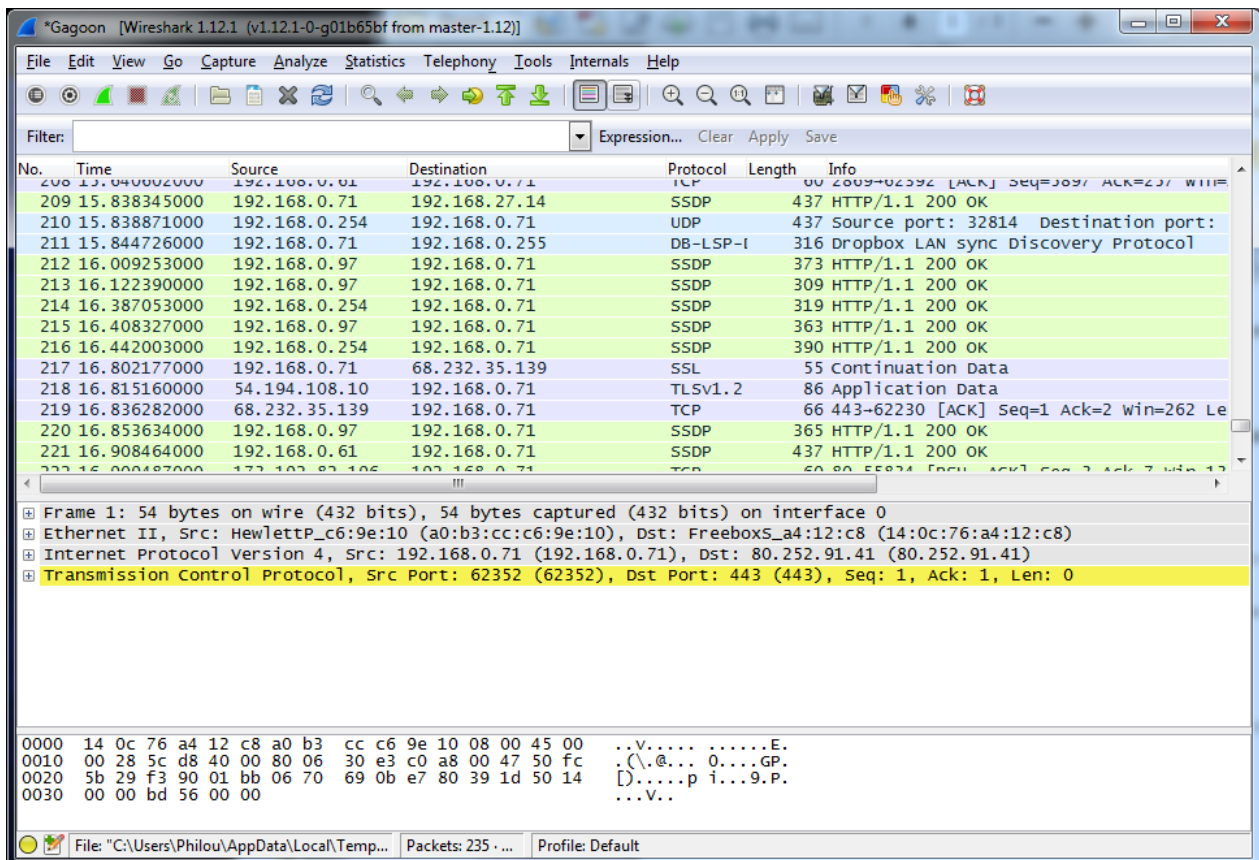 *Gagoon [Wireshark 1.12.1 (v1.12.1-0-g01b65bf from master-1.12)]
File Edit View Go Capture Analyze Statistics Telephony Tools Internals Help
Filter: Expression... Clear Apply Save
No. Time Source Destination Protocol Length Info
208 15.640602000 192.168.0.61 192.168.0.71 TCP 60 2869→62392 [ACK] Seq=5897 Ack=257 Win=
209 15.838345000 192.168.0.71 192.168.27.14 SSDP 437 HTTP/1.1 200 OK
210 15.838871000 192.168.0.254 192.168.0.71 UDP 437 Source port: 32814 Destination port:
211 15.844726000 192.168.0.71 192.168.0.255 DB-LSP-I 316 Dropbox LAN sync Discovery Protocol
212 16.009253000 192.168.0.97 192.168.0.71 SSDP 373 HTTP/1.1 200 OK
213 16.122390000 192.168.0.97 192.168.0.71 SSDP 309 HTTP/1.1 200 OK
214 16.387053000 192.168.0.254 192.168.0.71 SSDP 319 HTTP/1.1 200 OK
215 16.408327000 192.168.0.97 192.168.0.71 SSDP 363 HTTP/1.1 200 OK
216 16.442003000 192.168.0.254 192.168.0.71 SSDP 390 HTTP/1.1 200 OK
217 16.802177000 192.168.0.71 68.232.35.139 SSL 55 Continuation Data
218 16.815160000 54.194.108.10 192.168.0.71 TLSv1.2 86 Application Data
219 16.836282000 68.232.35.139 192.168.0.71 TCP 66 443→62230 [ACK] Seq=1 Ack=2 Win=262 Le
220 16.853634000 192.168.0.97 192.168.0.71 SSDP 365 HTTP/1.1 200 OK
221 16.908464000 192.168.0.61 192.168.0.71 SSDP 437 HTTP/1.1 200 OK
Frame 1: 54 bytes on wire (432 bits), 54 bytes captured (432 bits) on interface 0
Ethernet II, Src: HewlettP_c6:9e:10 (a0:b3:cc:c6:9e:10), Dst: FreeboxS_a4:12:c8 (14:0c:76:a4:12:c8)
Internet Protocol Version 4, Src: 192.168.0.71 (192.168.0.71), Dst: 80.252.91.41 (80.252.91.41)
Transmission Control Protocol, Src Port: 62352 (62352), Dst Port: 443 (443), Seq: 1, Ack: 1, Len: 0
0000 14 0c 76 a4 12 c8 a0 b3 cc c6 9e 10 08 00 45 00 ..v..... ......E.
0010 00 28 5c d8 40 00 80 06 30 e3 c0 a8 00 47 50 fc .(\.@... 0....GP.
0020 5b 29 f3 90 01 bb 06 70 69 0b e7 80 39 1d 50 14 [).....p i...9.P.
0030 00 00 bd 56 00 00 ...V..
File: "C:\Users\Philou\AppData\Local\Temp... Packets: 235 · ... Profile: Default